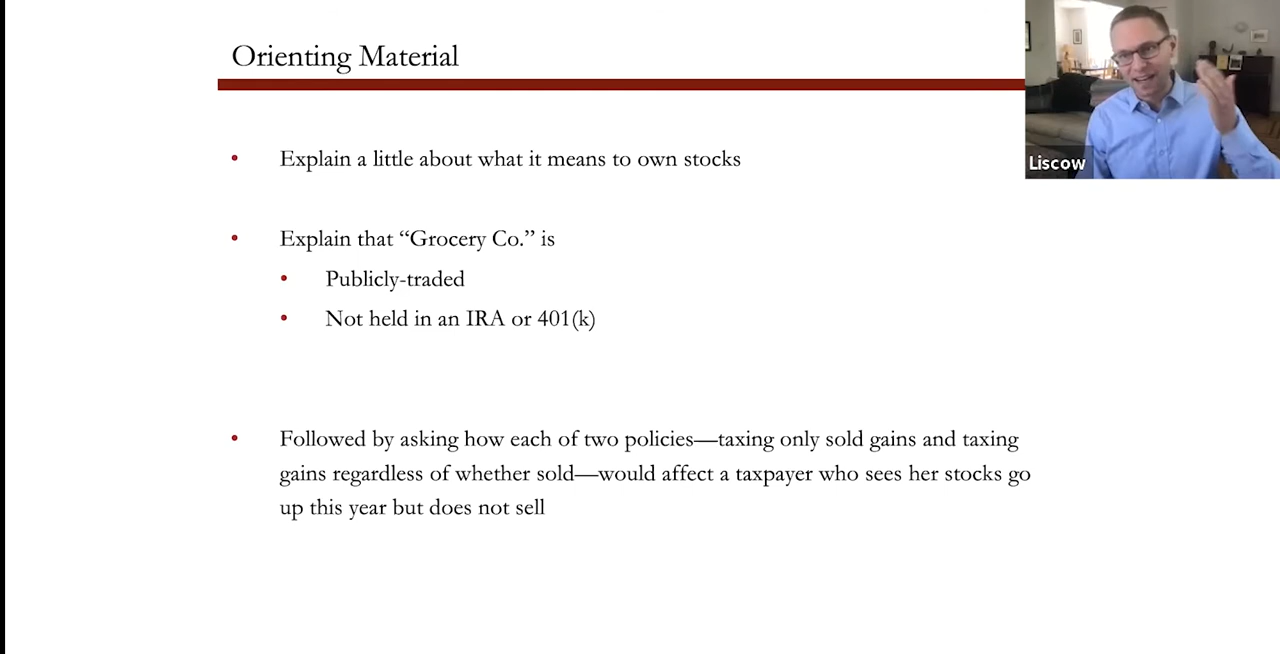 Orienting Material
Liscow
• Explain a little about what it means to own stocks
• Explain that “Grocery Co.” is
• Publicly-traded
• Not held in an IRA or 401(k)
• Followed by asking how each of two policies—taxing only sold gains and taxing
gains regardless of whether sold—would affect a taxpayer who sees her stocks go
up this year but does not sell